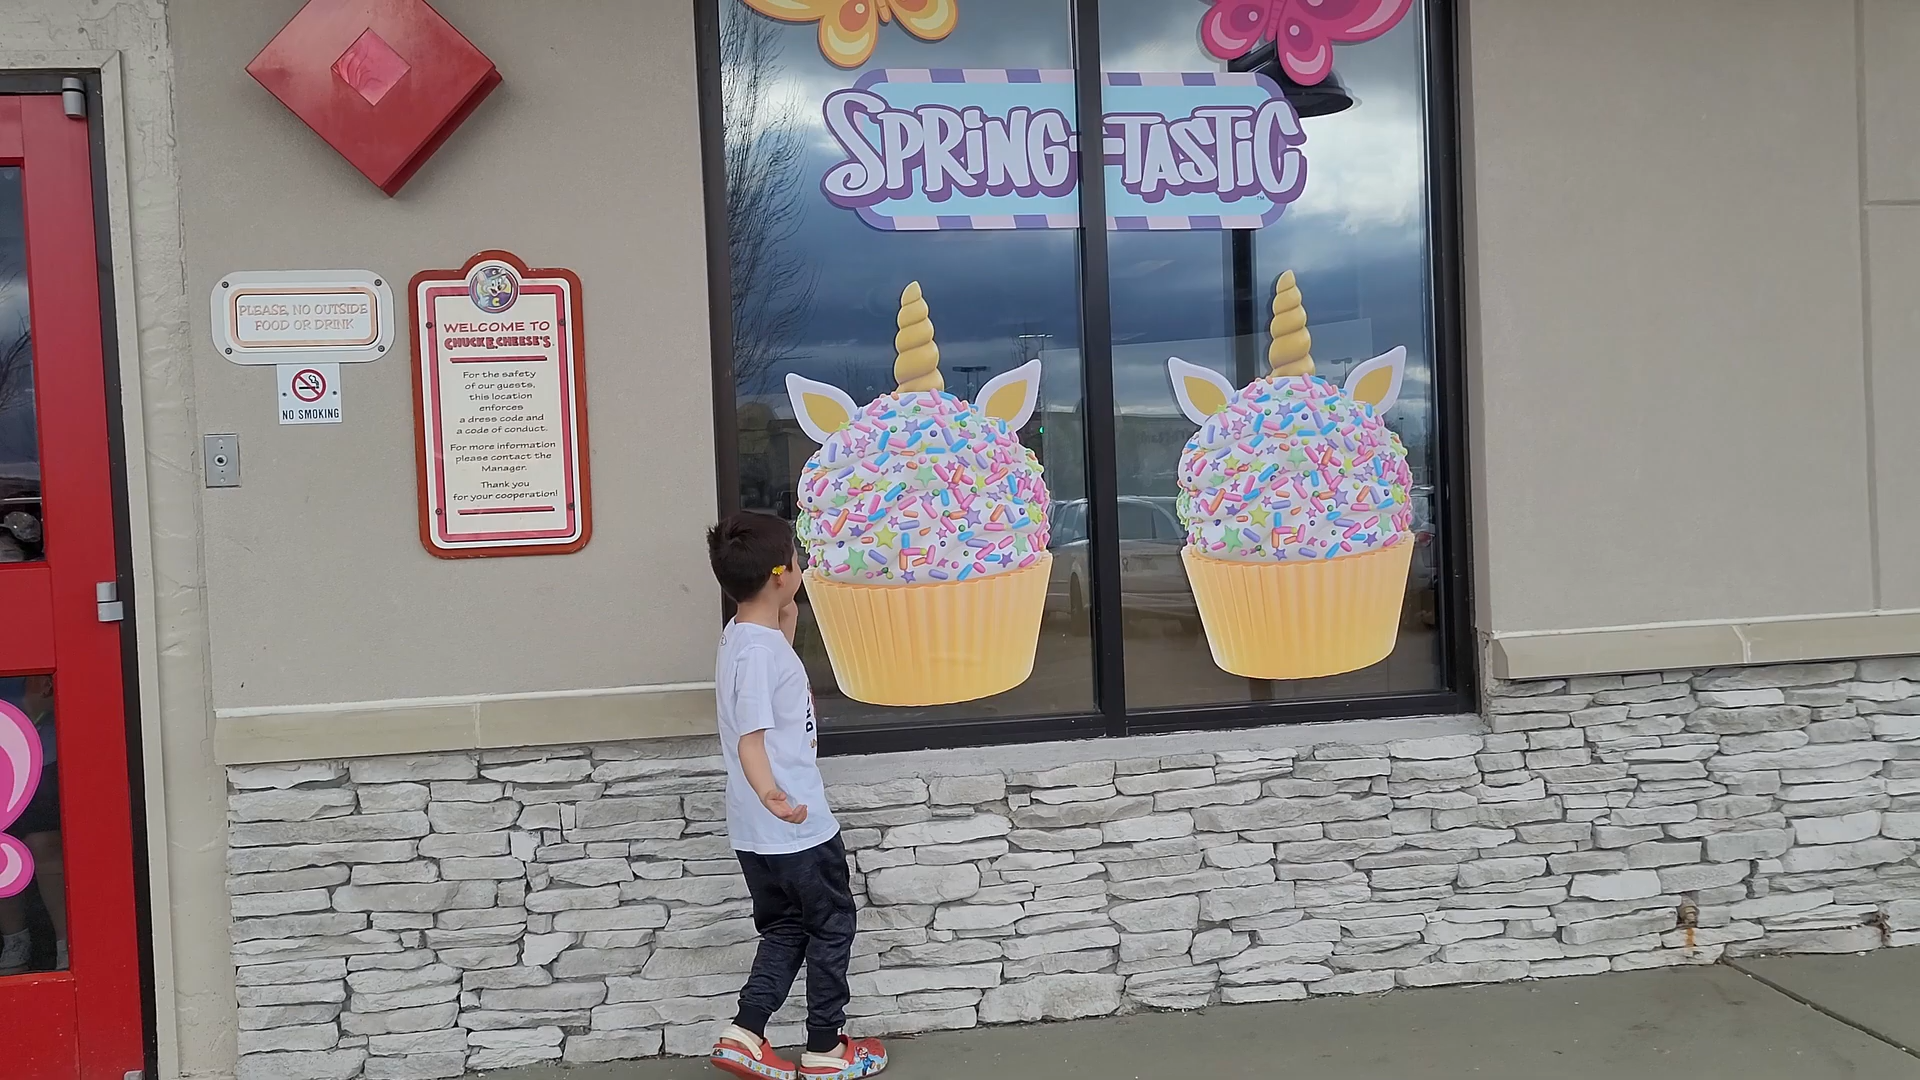 SPRING-TASTIC
TM
PLEASE, NO OUTSIDE
FOOD OR DRINK
NO SMOKING
WELCOME TO
CHUCK E. CHEESE'S.
For the safety
of our guests,
this location
enforces
a dress code and
a code of conduct.
For more information
please contact the
Manager.
Thank you
for your cooperation!